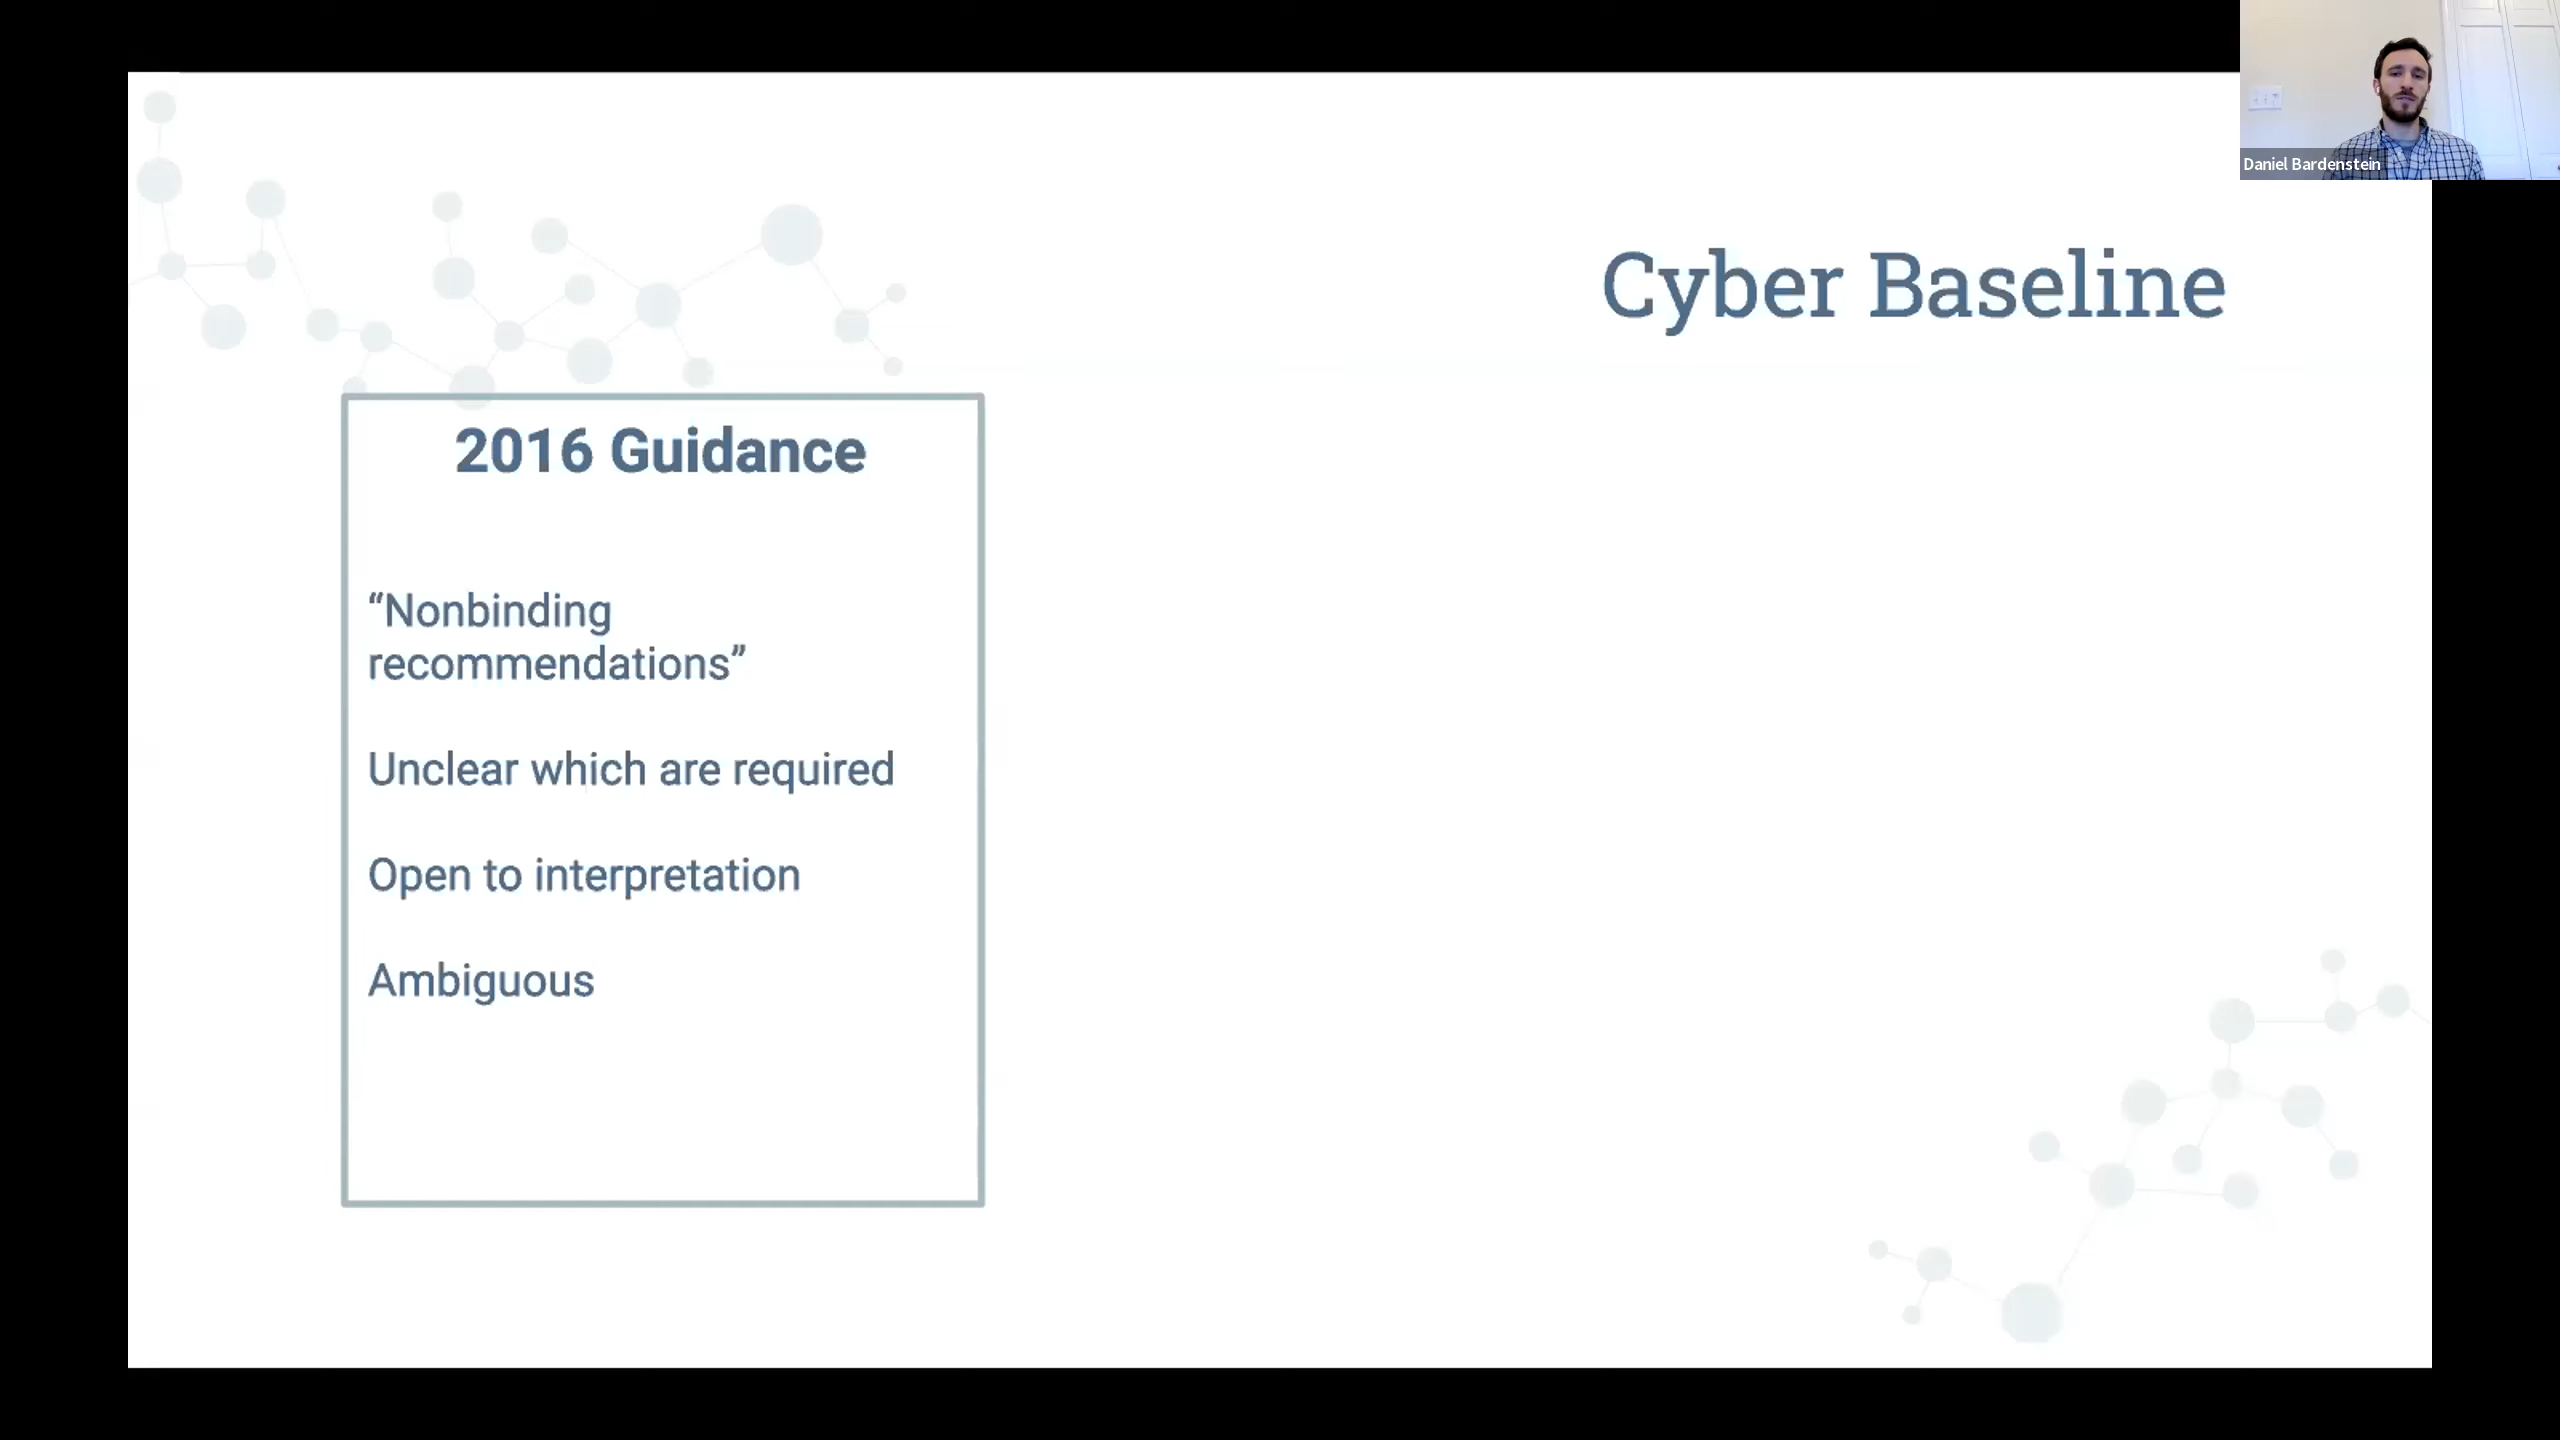 Daniel Bardenstein
Cyber Baseline
2016 Guidance
“Nonbinding
recommendations”
Unclear which are required
Open to interpretation
Ambiguous